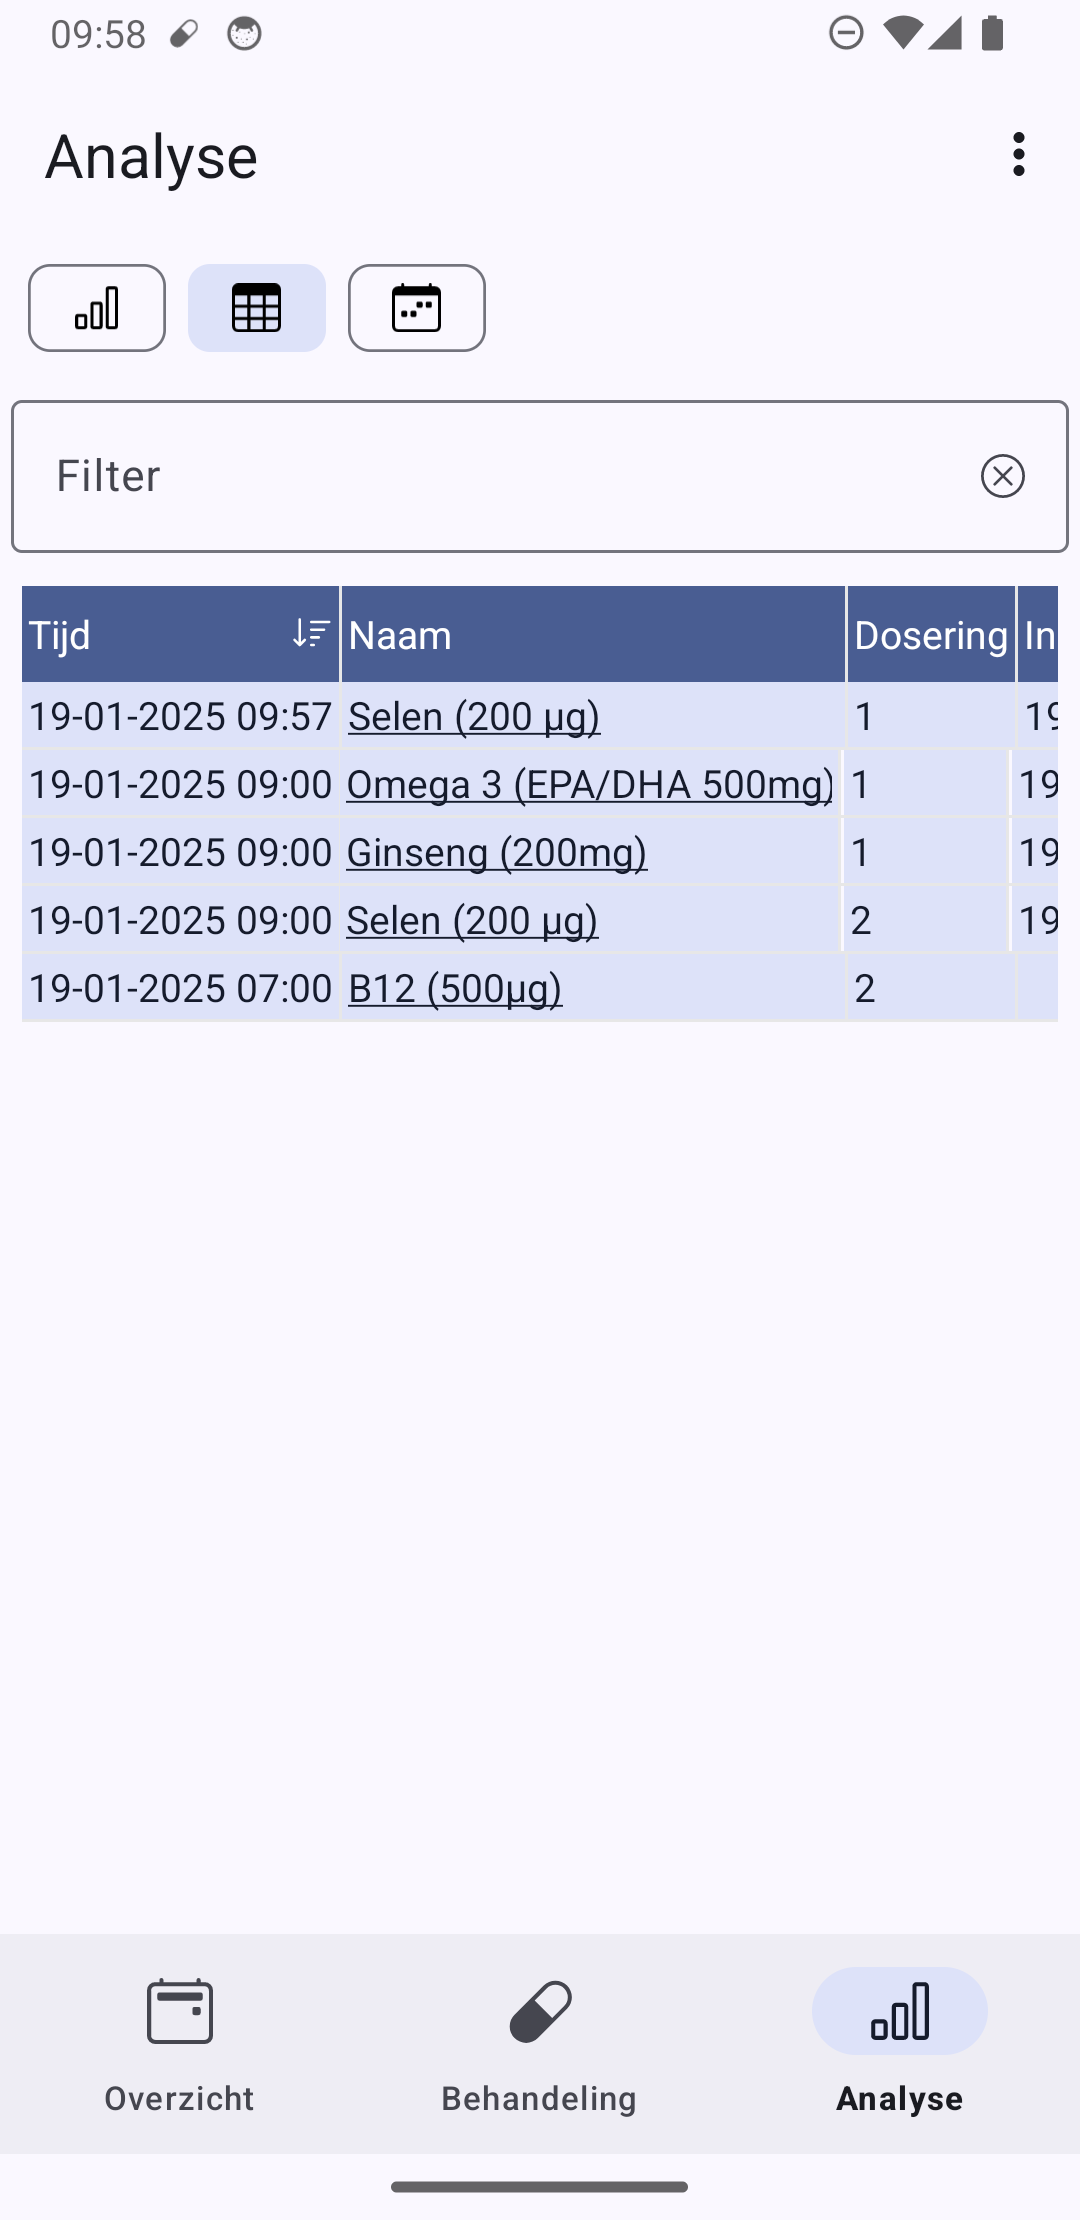 09:58
Analyse
Filter
Tijd Naam Dosering In
19-01-2025 09:57 Selen (200 µg) 1 19
19-01-2025 09:00 Omega 3 (EPA/DHA 500mg) 1 19
19-01-2025 09:00 Ginseng (200mg) 1 19
19-01-2025 09:00 Selen (200 µg) 2 19
19-01-2025 07:00 B12 (500µg) 2
Overzicht Behandeling Analyse